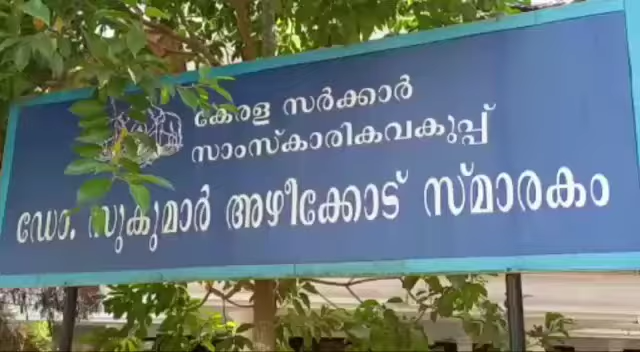 കേരള സർക്കാർ
സാംസ്കാരികവകുപ്പ്
ഡോ. സുകുമാർ അഴീക്കോട് സ്മാരകം